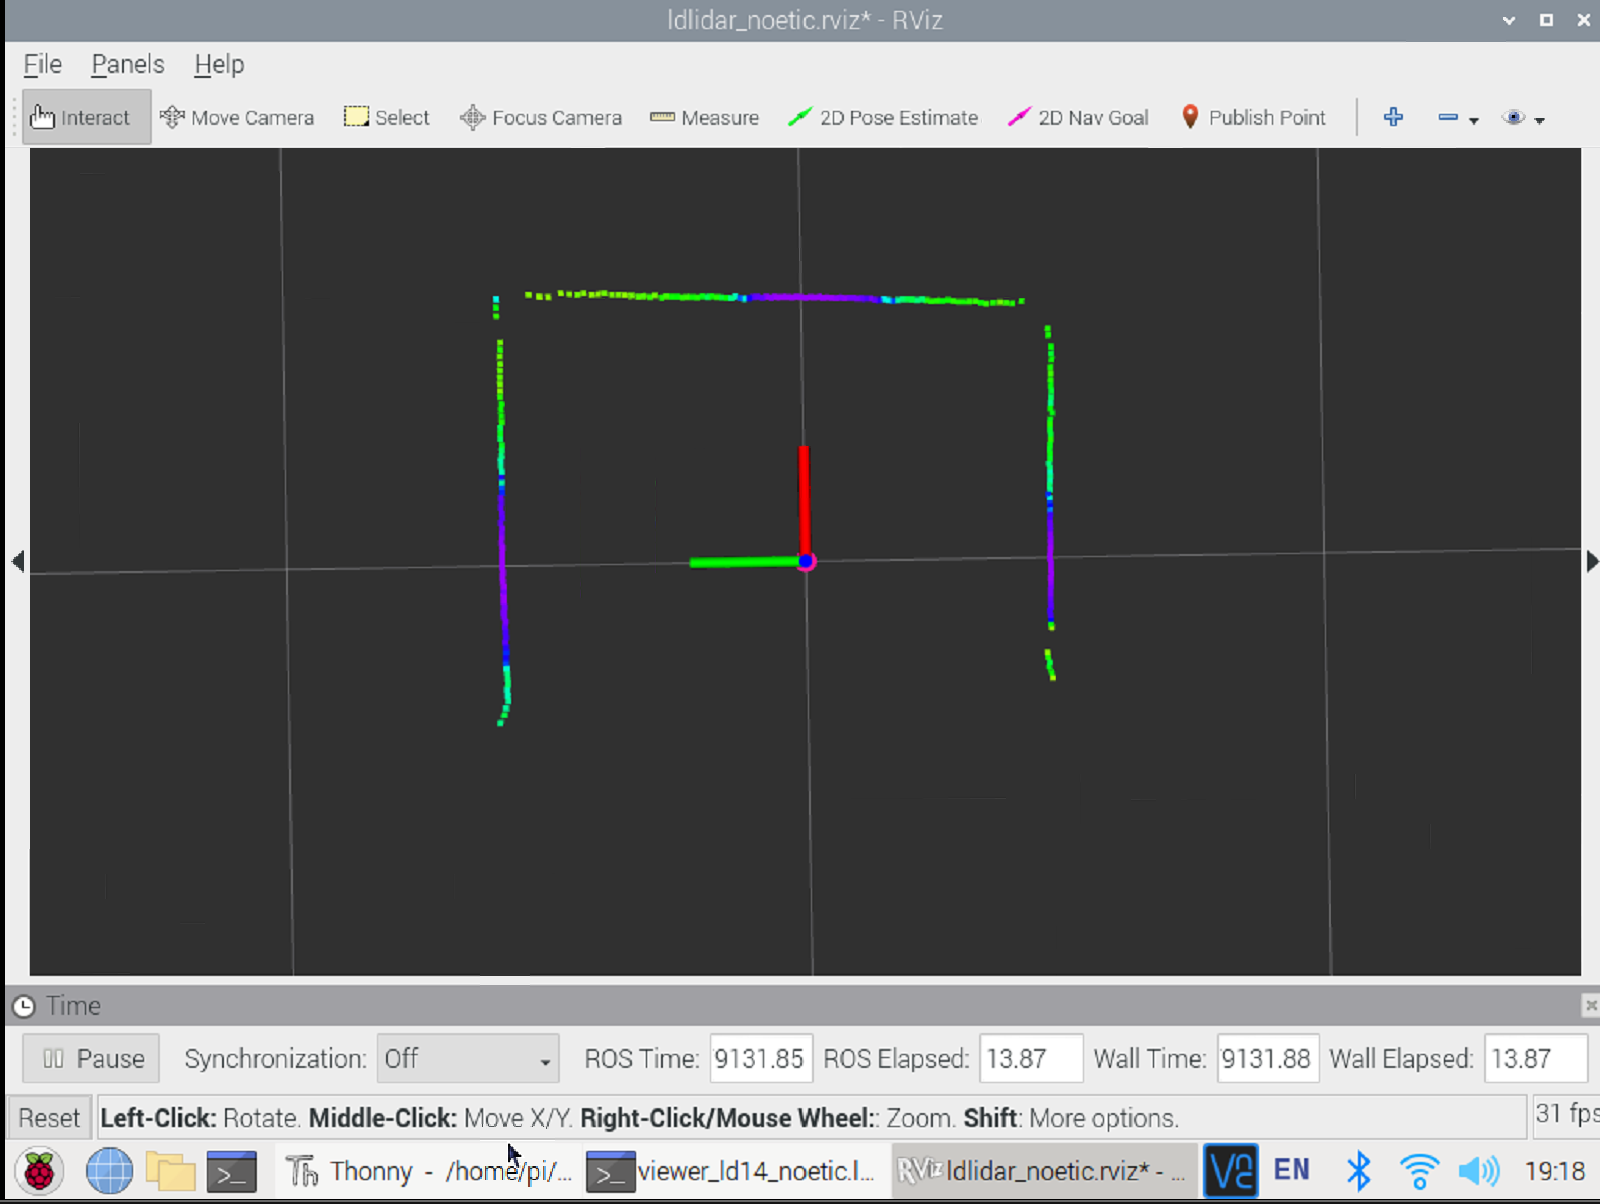 ldlidar_noetic.rviz* - RViz
File Panels Help
Interact Move Camera Select Focus Camera Measure 2D Pose Estimate 2D Nav Goal Publish Point
Time
Pause Synchronization: Off ROS Time: 9131.85 ROS Elapsed: 13.87 Wall Time: 9131.88 Wall Elapsed: 13.87
Reset Left-Click: Rotate. Middle-Click: Move X/Y. Right-Click/Mouse Wheel:: Zoom. Shift: More options. 31 fps
>_ Th Thonny - /home/pi/... >_ viewer_ld14_noetic.l... RViz ldlidar_noetic.rviz* - ... V2 EN 19:18